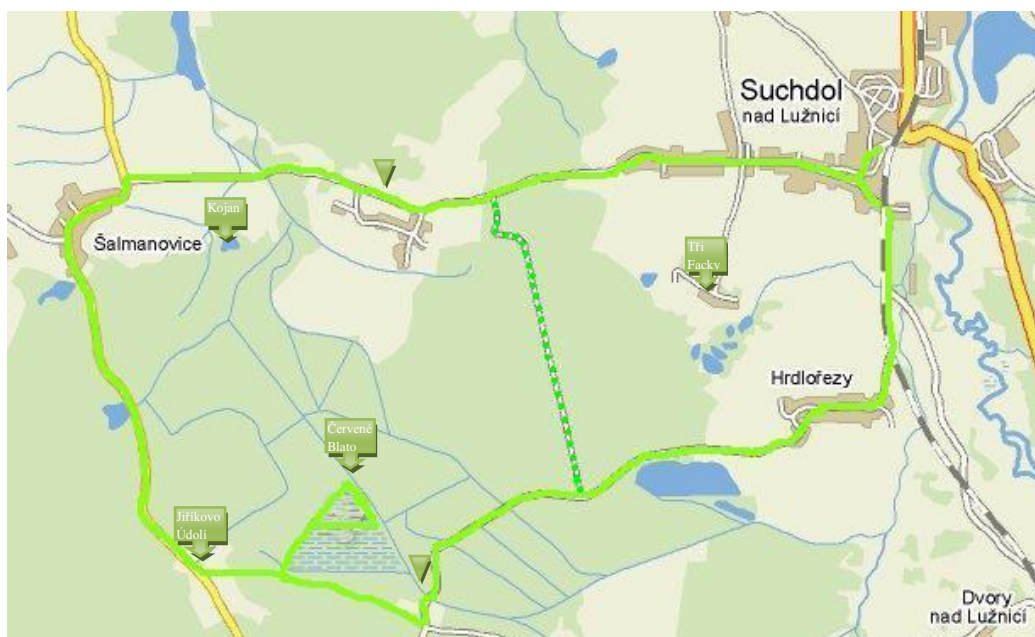 Suchdol
nad Lužnicí
Kojan
Šalmanovice
Tři
Facky
Hrdlořezy
Červené
Blato
Jiříkovo
Údolí
Dvory
nad Lužnicí